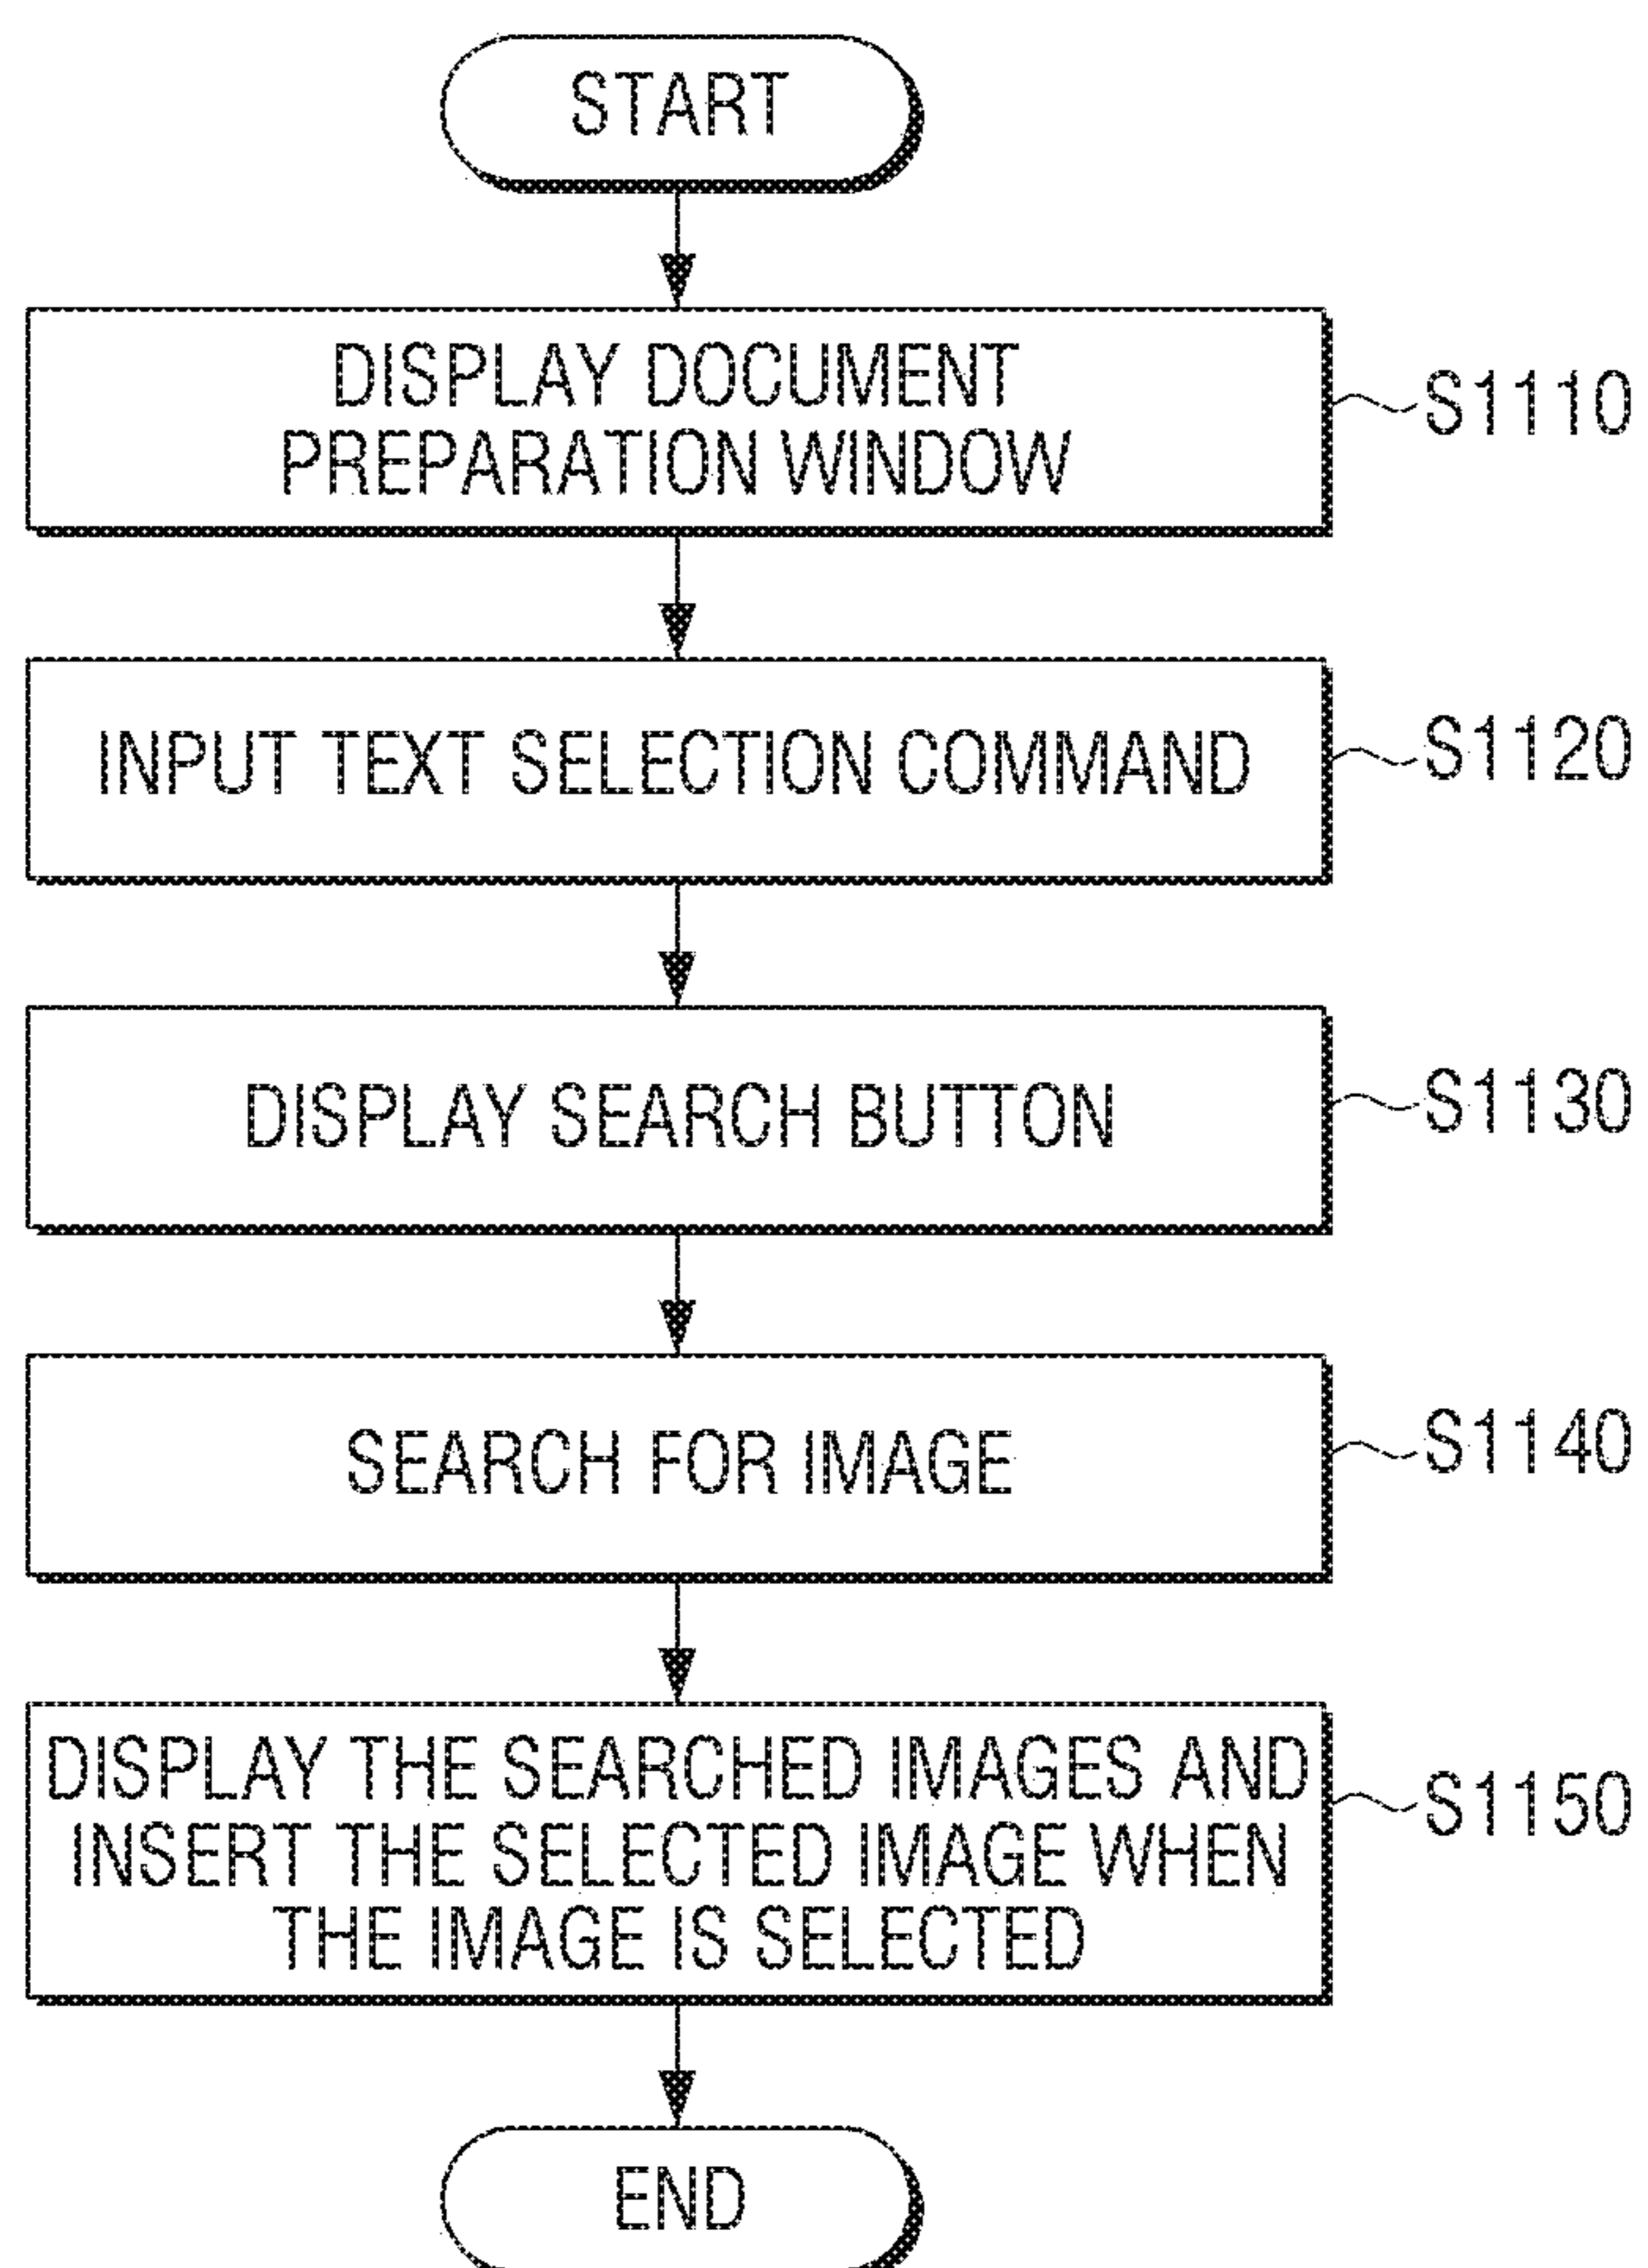 START
DISPLAY DOCUMENT
PREPARATION WINDOW
S1110
INPUT TEXT SELECTION COMMAND
S1120
DISPLAY SEARCH BUTTON
S1130
SEARCH FOR IMAGE
S1140
DISPLAY THE SEARCHED IMAGES AND
INSERT THE SELECTED IMAGE WHEN
THE IMAGE IS SELECTED
S1150
END